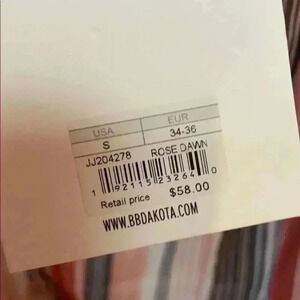 USA EUR
S 34-36
JJ204278 ROSE DAWN
1 92115 23264 0
Retail price $58.00
WWW.BBDAKOTA.COM